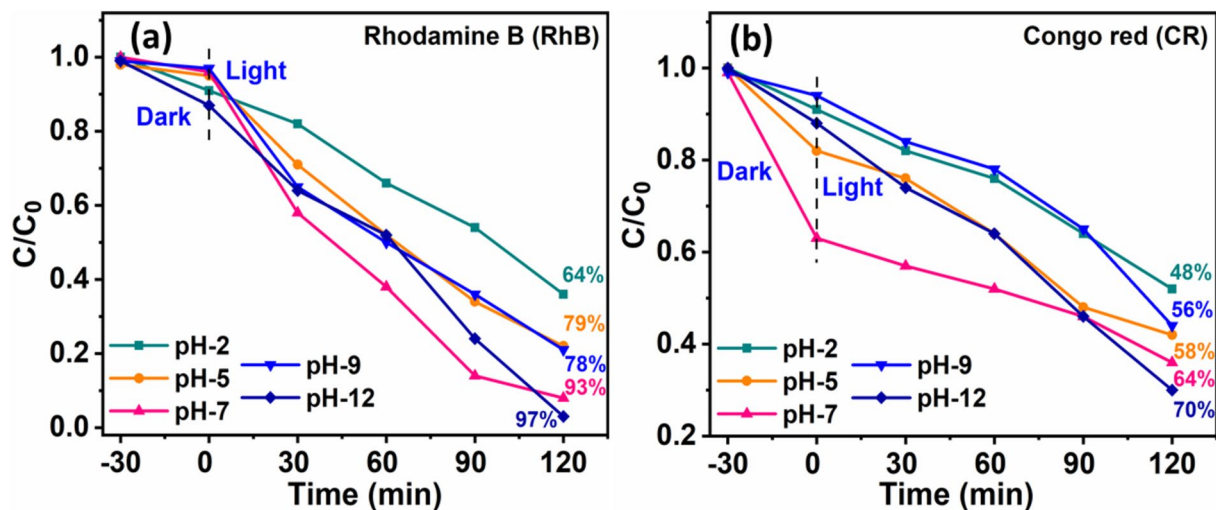 (a)
Rhodamine B (RhB)
Light
Dark
64%
79%
78%
93%
97%
pH-2
pH-5
pH-7
pH-9
pH-12
1.0
0.8
0.6
0.4
0.2
0.0
C/C0
-30 0 30 60 90 120
Time (min)
(b)
Congo red (CR)
Dark
Light
48%
56%
58%
64%
70%
pH-2
pH-5
pH-7
pH-9
pH-12
1.0
0.8
0.6
0.4
0.2
C/C0
-30 0 30 60 90 120
Time (min)